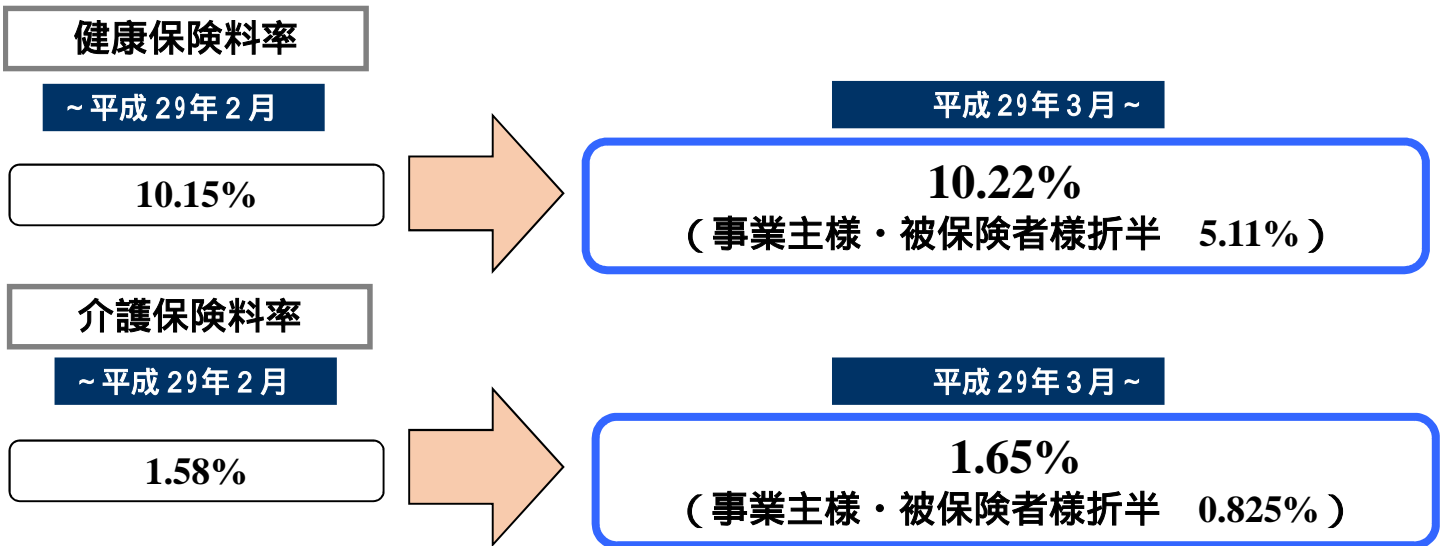 健康保険料率
~平成29年2月
平成29年3月~
10.15%
10.22%
(事業主様・被保険者様折半 5.11%)
介護保険料率
~平成29年2月
平成29年3月~
1.58%
1.65%
(事業主様・被保険者様折半 0.825%)